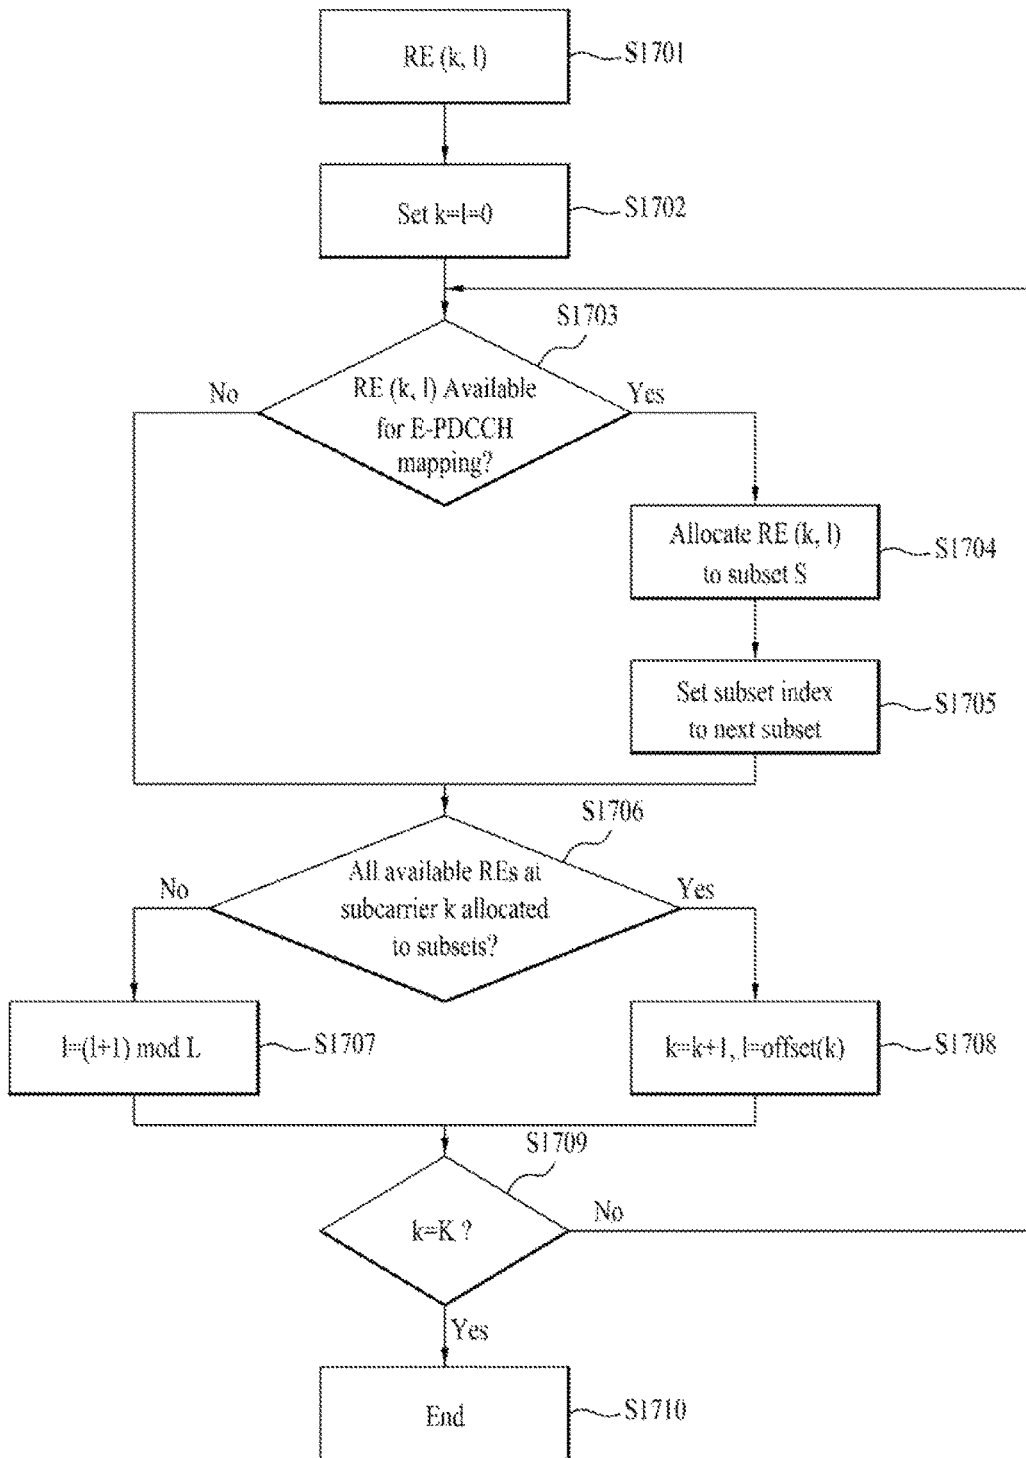 RE (k, l)
S1701
Set k=l=0
S1702
S1703
No
RE (k, l) Available
for E-PDCCH
mapping?
Yes
Allocate RE (k, l)
to subset S
S1704
Set subset index
to next subset
S1705
S1706
No
All available REs at
subcarrier k allocated
to subsets?
Yes
l=(l+1) mod L
S1707
k=k+1, l=offset(k)
S1708
S1709
k=K ?
No
Yes
End
S1710